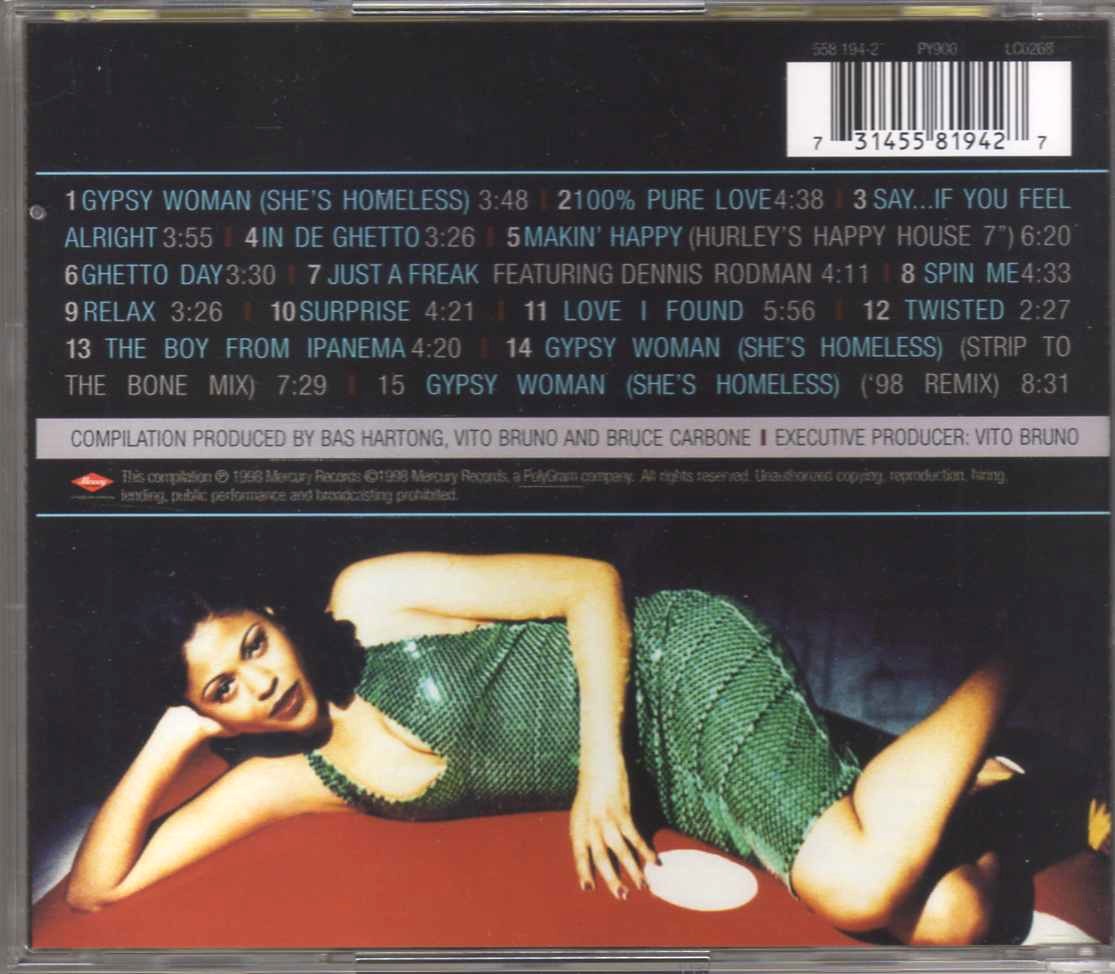 558 194-2 PY900 LC0268
7 31455 81942 7
1 GYPSY WOMAN (SHE'S HOMELESS) 3:48 | 2 100% PURE LOVE 4:38 | 3 SAY...IF YOU FEEL
ALRIGHT 3:55 | 4 IN DE GHETTO 3:26 | 5 MAKIN' HAPPY (HURLEY'S HAPPY HOUSE 7") 6:20
6 GHETTO DAY 3:30 | 7 JUST A FREAK FEATURING DENNIS RODMAN 4:11 | 8 SPIN ME 4:33
9 RELAX 3:26 | 10 SURPRISE 4:21 | 11 LOVE I FOUND 5:56 | 12 TWISTED 2:27
13 THE BOY FROM IPANEMA 4:20 | 14 GYPSY WOMAN (SHE'S HOMELESS) (STRIP TO
THE BONE MIX) 7:29 | 15 GYPSY WOMAN (SHE'S HOMELESS) ('98 REMIX) 8:31
COMPILATION PRODUCED BY BAS HARTONG, VITO BRUNO AND BRUCE CARBONE | EXECUTIVE PRODUCER: VITO BRUNO
Mercury
This compilation ℗ 1998 Mercury Records ©1998 Mercury Records, a PolyGram company. All rights reserved. Unauthorized copying, reproduction, hiring,
lending, public performance and broadcasting prohibited.